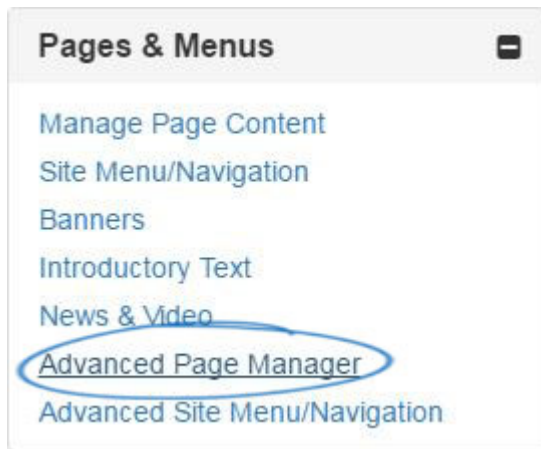 Pages & Menus
Manage Page Content
Site Menu/Navigation
Banners
Introductory Text
News & Video
Advanced Page Manager
Advanced Site Menu/Navigation